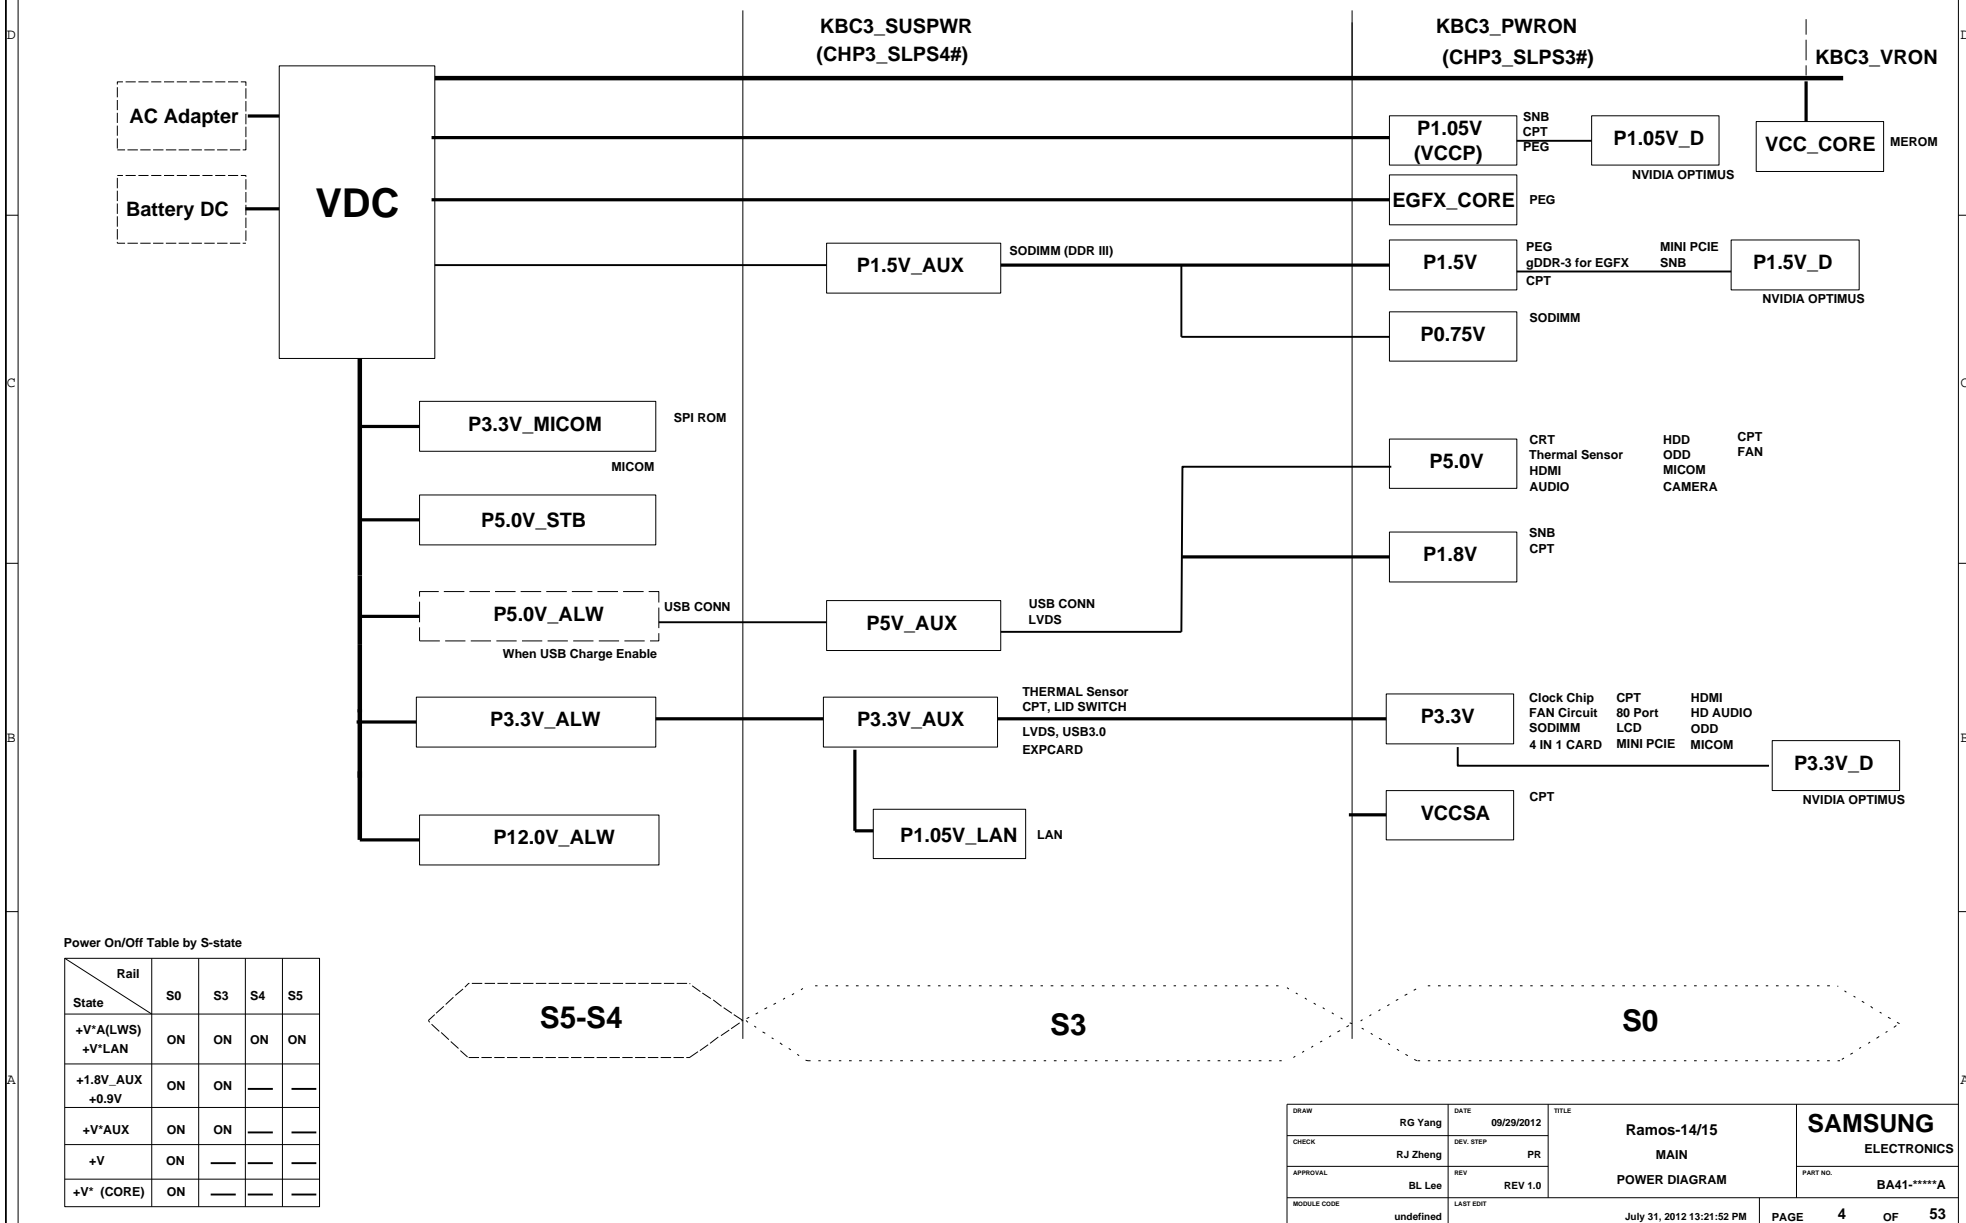 D
KBC3_SUSPWR
(CHP3_SLPS4#)
KBC3_PWRON
(CHP3_SLPS3#)
KBC3_VRON
AC Adapter
Battery DC
VDC
P1.05V
(VCCP)
SNB
CPT
PEG
P1.05V_D
NVIDIA OPTIMUS
VCC_CORE
MEROM
EGFX_CORE
PEG
P1.5V_AUX
SODIMM (DDR III)
P1.5V
PEG
gDDR-3 for EGFX
CPT
MINI PCIE
SNB
P1.5V_D
NVIDIA OPTIMUS
P0.75V
SODIMM
C
P3.3V_MICOM
SPI ROM
MICOM
P5.0V_STB
P5.0V
CRT
Thermal Sensor
HDMI
AUDIO
HDD
ODD
MICOM
CAMERA
CPT
FAN
P1.8V
SNB
CPT
P5.0V_ALW
USB CONN
When USB Charge Enable
P5V_AUX
USB CONN
LVDS
P3.3V_ALW
P3.3V_AUX
THERMAL Sensor
CPT, LID SWITCH
LVDS, USB3.0
EXPCARD
P3.3V
Clock Chip
FAN Circuit
SODIMM
4 IN 1 CARD
CPT
80 Port
LCD
MINI PCIE
HDMI
HD AUDIO
ODD
MICOM
P3.3V_D
NVIDIA OPTIMUS
B
P12.0V_ALW
P1.05V_LAN
LAN
VCCSA
CPT
Power On/Off Table by S-state
Rail
State
S0 S3 S4 S5
+V*A(LWS)
+V*LAN
ON ON ON ON
+1.8V_AUX
+0.9V
ON ON — —
+V*AUX ON ON — —
+V ON — — —
+V* (CORE) ON — — —
S5-S4
S3
S0
A
DRAW
RG Yang
DATE
09/29/2012
TITLE
Ramos-14/15
MAIN
POWER DIAGRAM
SAMSUNG
ELECTRONICS
CHECK
RJ Zheng
DEV. STEP
PR
APPROVAL
BL Lee
REV
REV 1.0
PART NO.
BA41-*****A
MODULE CODE
undefined
LAST EDIT
July 31, 2012 13:21:52 PM
PAGE 4 OF 53